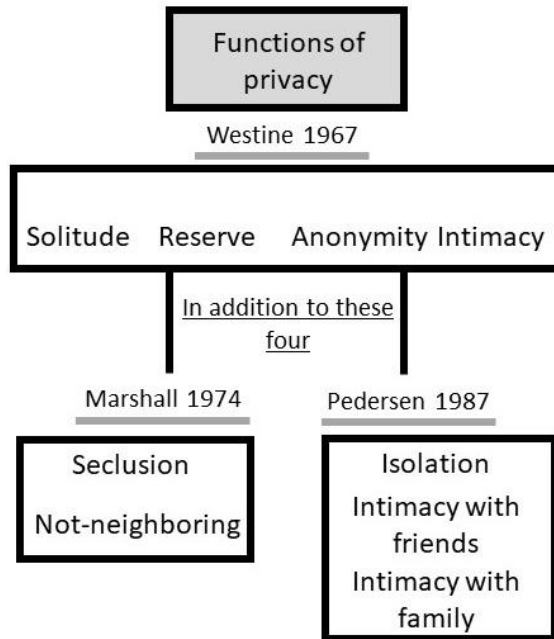 Functions of
privacy
Westine 1967
Solitude Reserve Anonymity Intimacy
In addition to these
four
Marshall 1974
Seclusion
Not-neighboring
Pedersen 1987
Isolation
Intimacy with
friends
Intimacy with
family